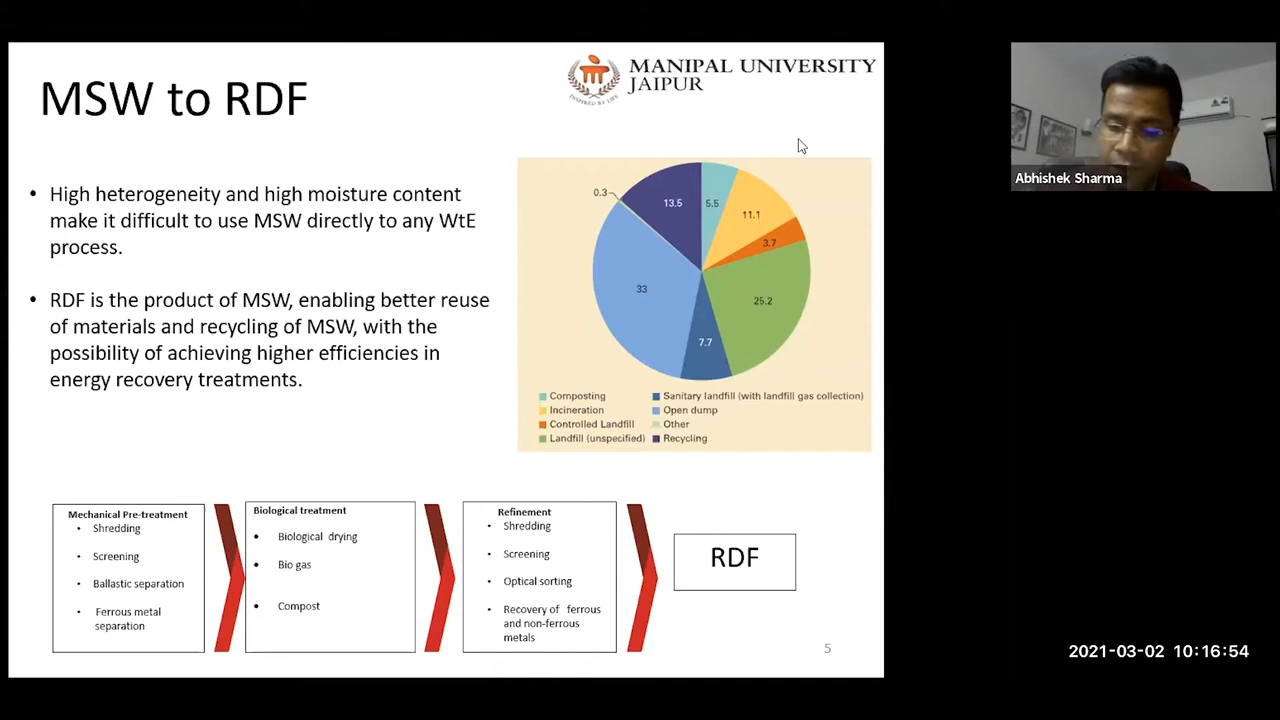 MSW to RDF
MANIPAL UNIVERSITY
JAIPUR
INSPIRED BY LIFE
• High heterogeneity and high moisture content
make it difficult to use MSW directly to any WtE
process.
• RDF is the product of MSW, enabling better reuse
of materials and recycling of MSW, with the
possibility of achieving higher efficiencies in
energy recovery treatments.
0.3
13.5
5.5
11.1
3.7
33
25.2
7.7
Composting
Incineration
Controlled Landfill
Landfill (unspecified)
Sanitary landfill (with landfill gas collection)
Open dump
Other
Recycling
Mechanical Pre-treatment
• Shredding
• Screening
• Ballastic separation
• Ferrous metal
separation
Biological treatment
• Biological drying
• Bio gas
• Compost
Refinement
• Shredding
• Screening
• Optical sorting
• Recovery of ferrous
and non-ferrous
metals
RDF
5
Abhishek Sharma
2021-03-02 10:16:54